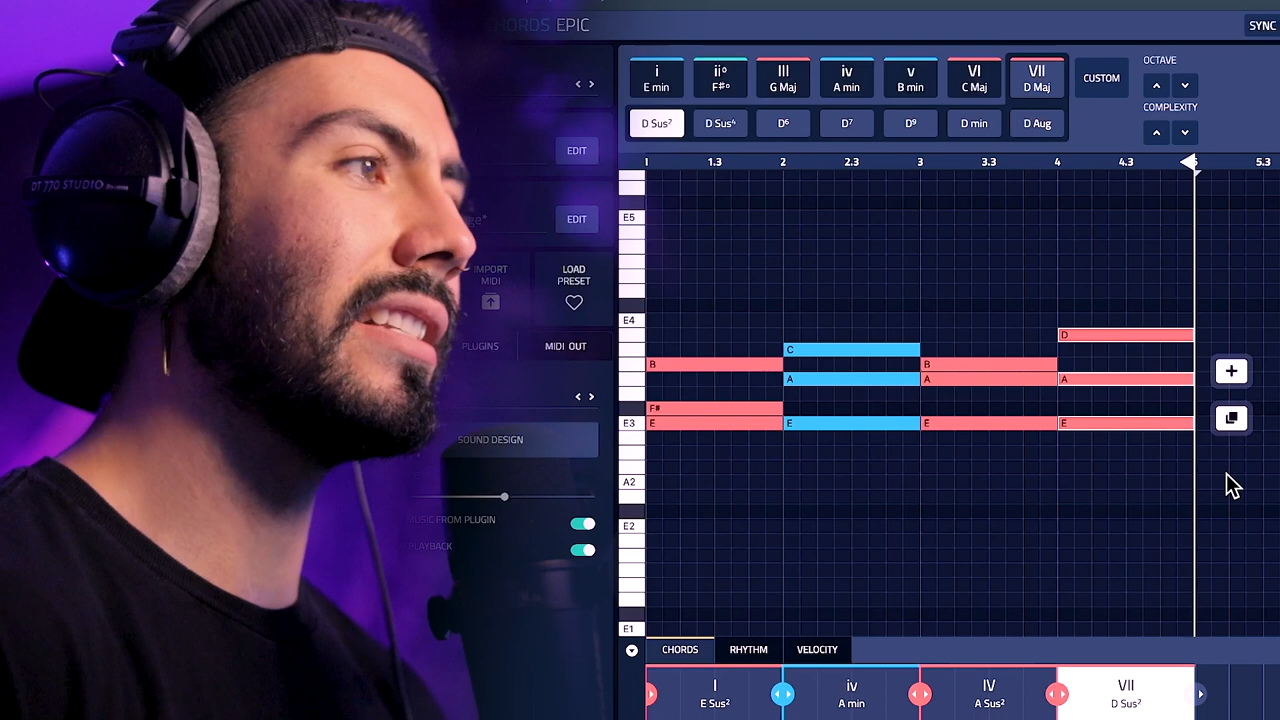 CHORDS EPIC
SYNC
i ii° III iv v VI VII
E min F#° G Maj A min B min C Maj D Maj
CUSTOM
OCTAVE
COMPLEXITY
D Sus² D Sus⁴ D⁶ D⁷ D⁹ D min D Aug
1 1.3 2 2.3 3 3.3 4 4.3 5.3
EDIT
EDIT
IMPORT MIDI
LOAD PRESET
PLUGINS
MIDI OUT
SOUND DESIGN
MUSIC FROM PLUGIN
PLAYBACK
DT 770 STUDIO
E5
E4
D
C
B
B
A
A
A
F#
E3
E
E
E
E
A2
E2
E1
CHORDS RHYTHM VELOCITY
I iv IV VII
E Sus² A min A Sus² D Sus²